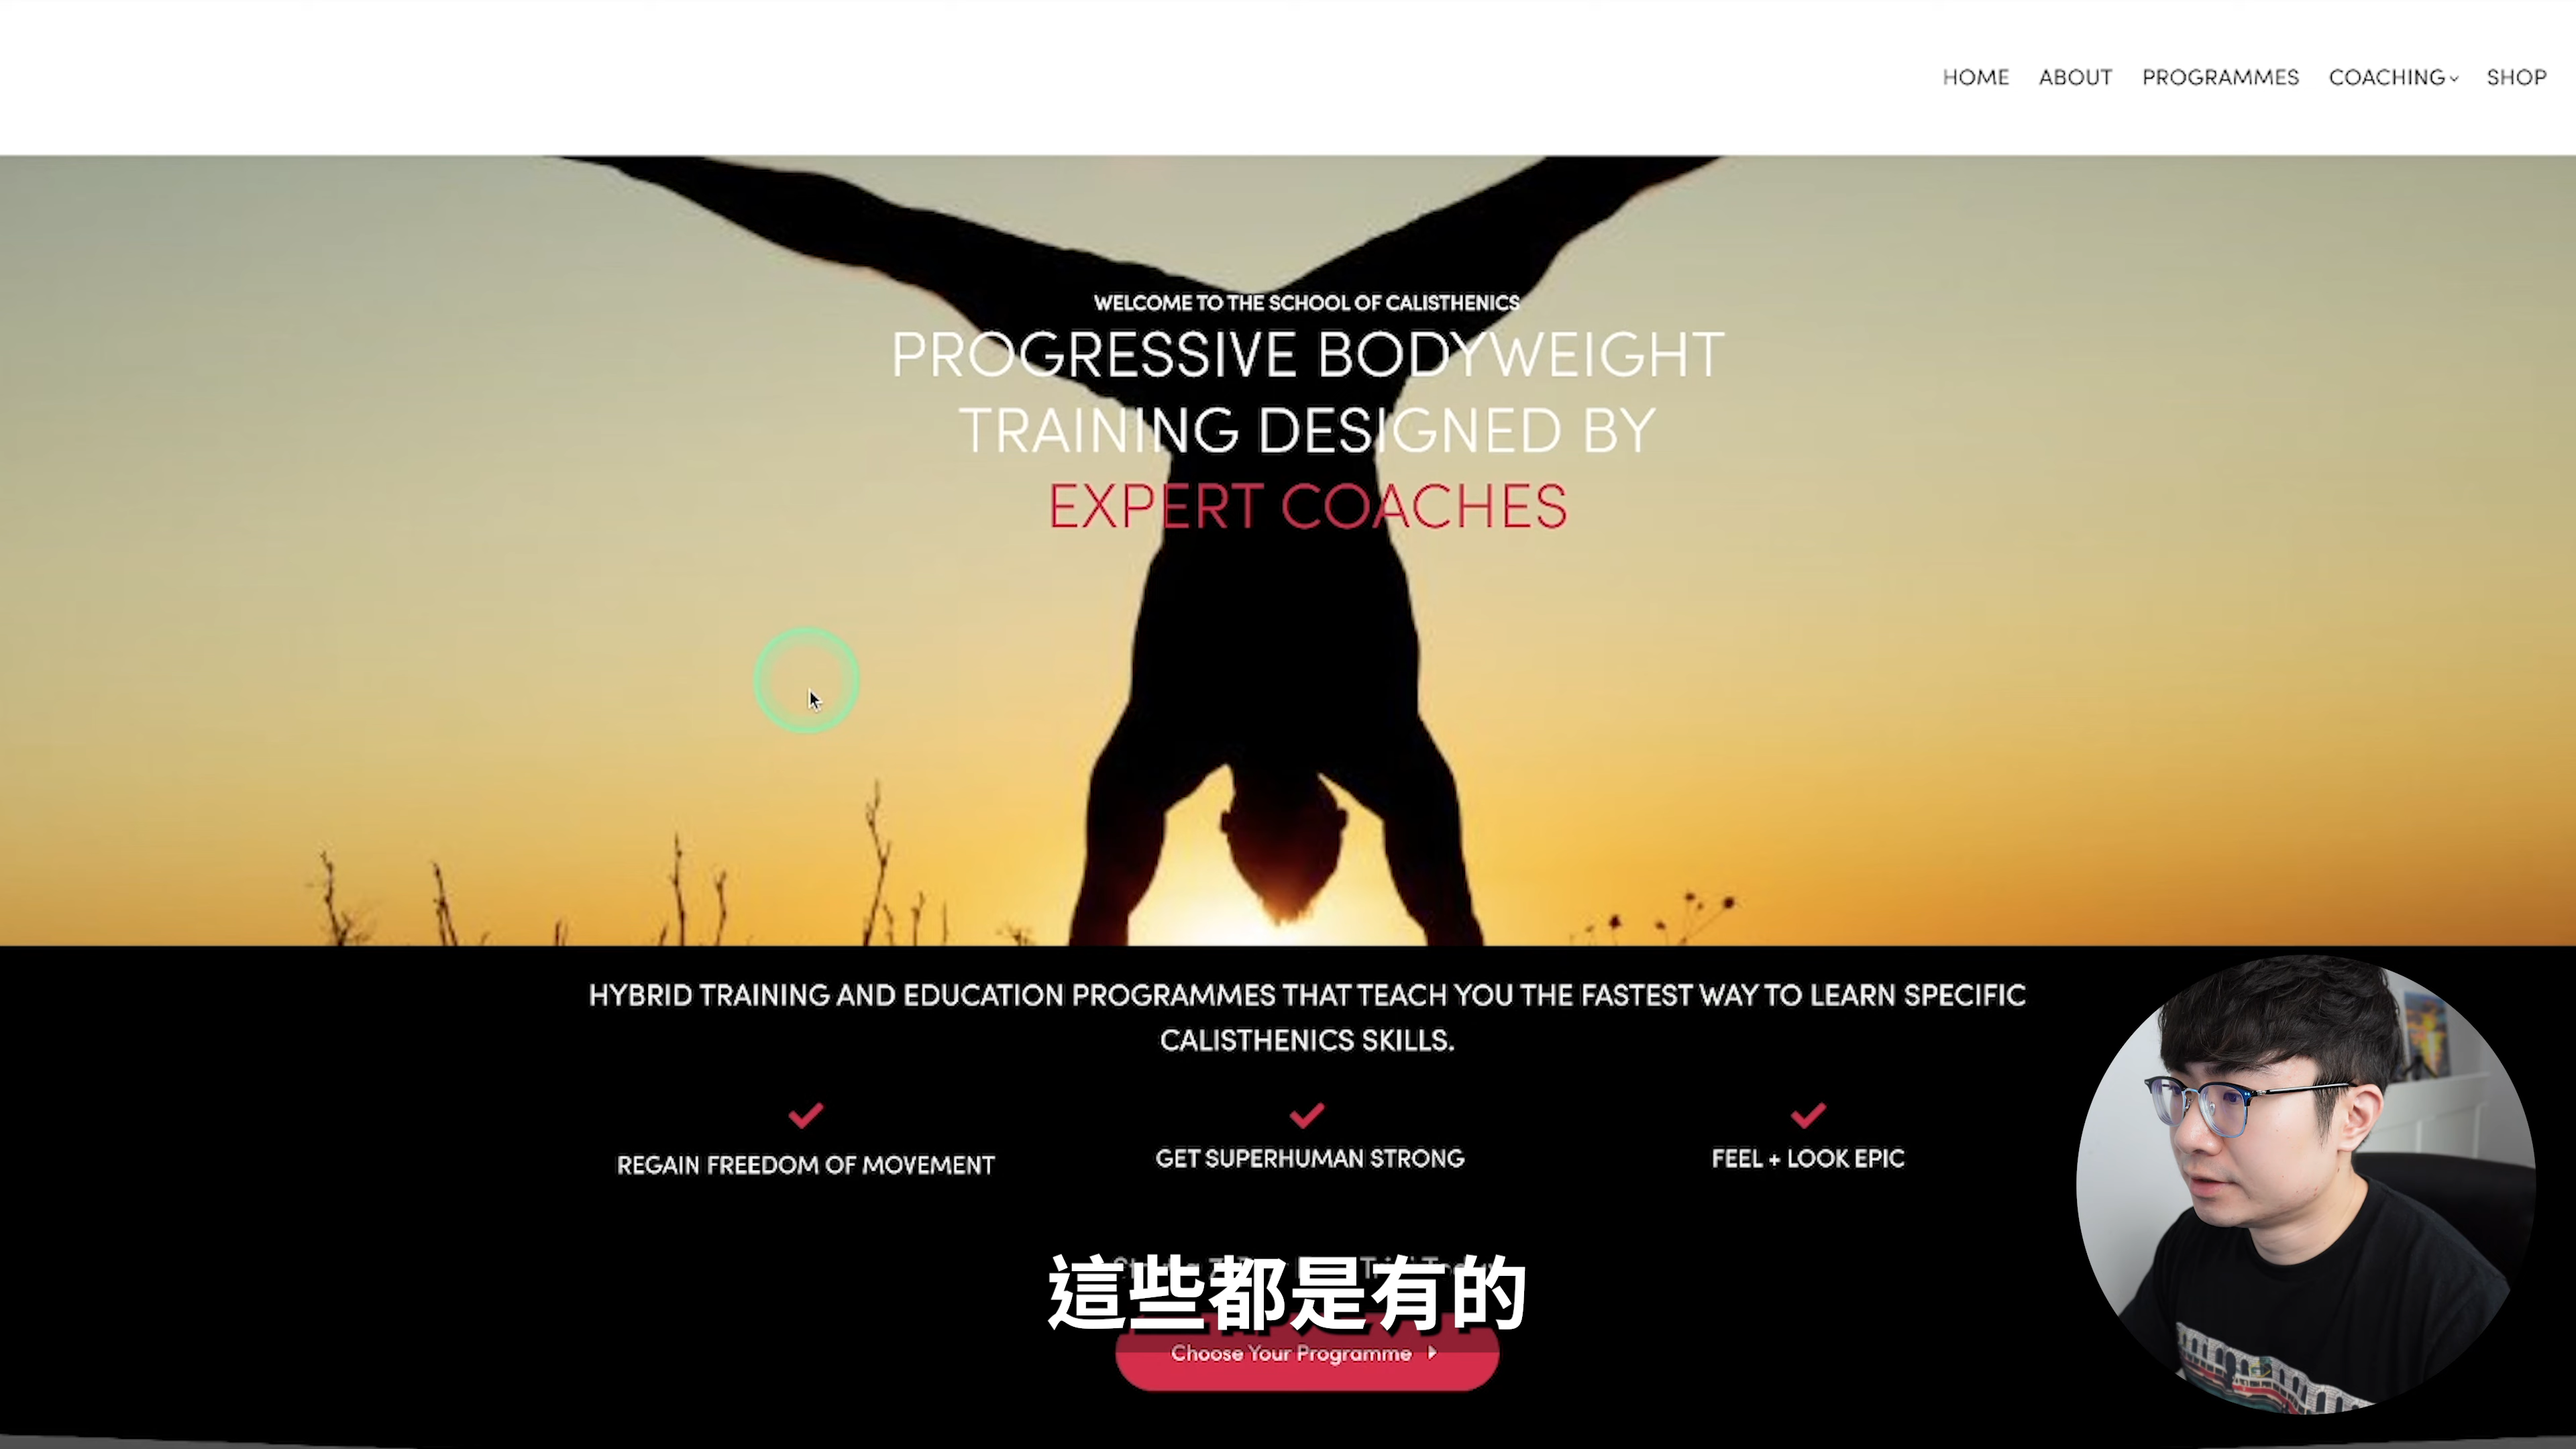 HOME ABOUT PROGRAMMES COACHING SHOP
WELCOME TO THE SCHOOL OF CALISTHENICS
PROGRESSIVE BODYWEIGHT
TRAINING DESIGNED BY
EXPERT COACHES
HYBRID TRAINING AND EDUCATION PROGRAMMES THAT TEACH YOU THE FASTEST WAY TO LEARN SPECIFIC
CALISTHENICS SKILLS.
REGAIN FREEDOM OF MOVEMENT
GET SUPERHUMAN STRONG
FEEL + LOOK EPIC
這些都是有的
Choose Your Programme